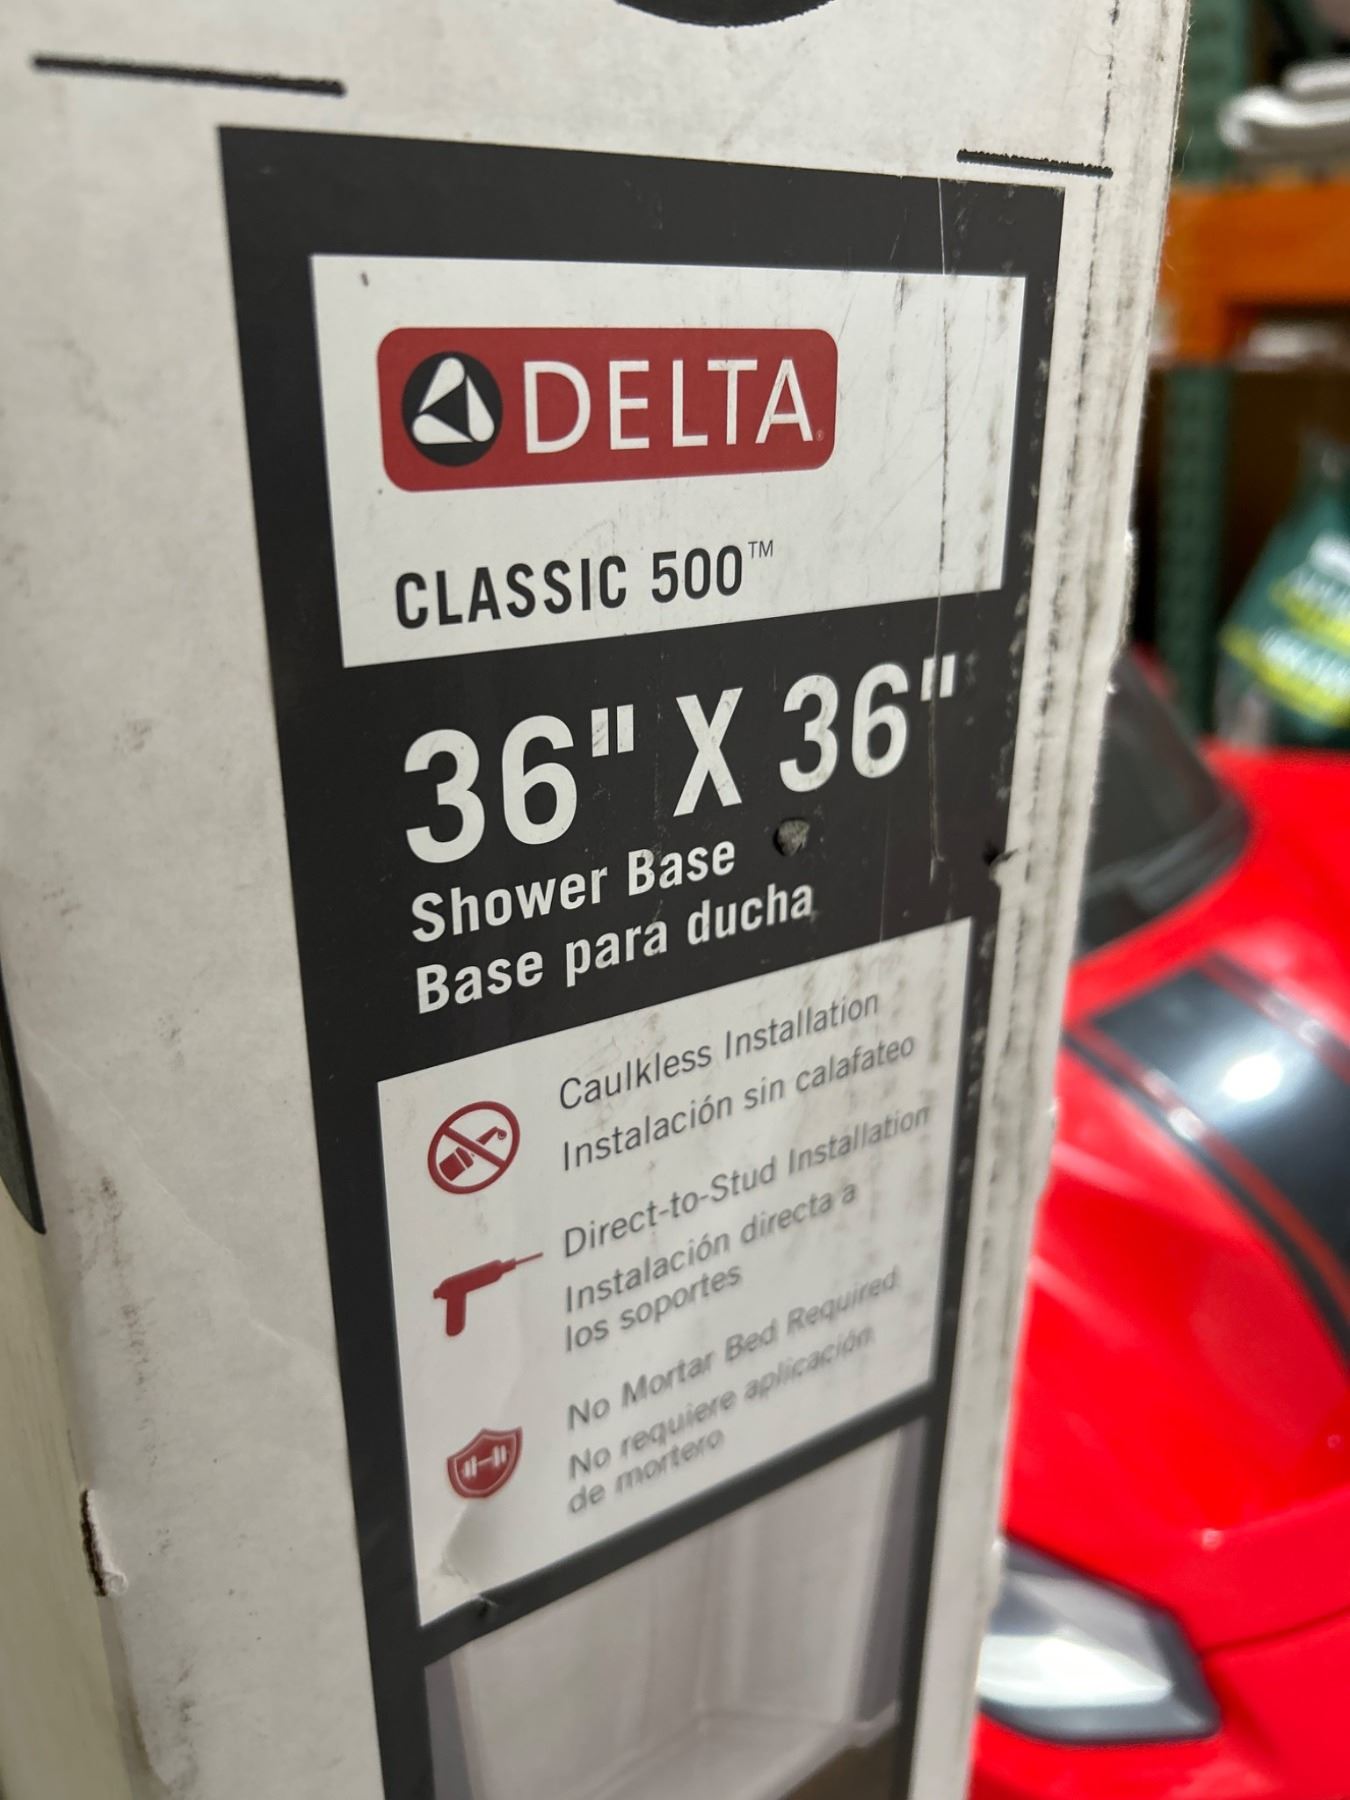 DELTA
CLASSIC 500™
36" X 36"
Shower Base
Base para ducha
Caulkless Installation
Instalación sin calafateo
Direct-to-Stud Installation
Instalación directa a
los soportes
No Mortar Bed Required
No requiere aplicación
de mortero